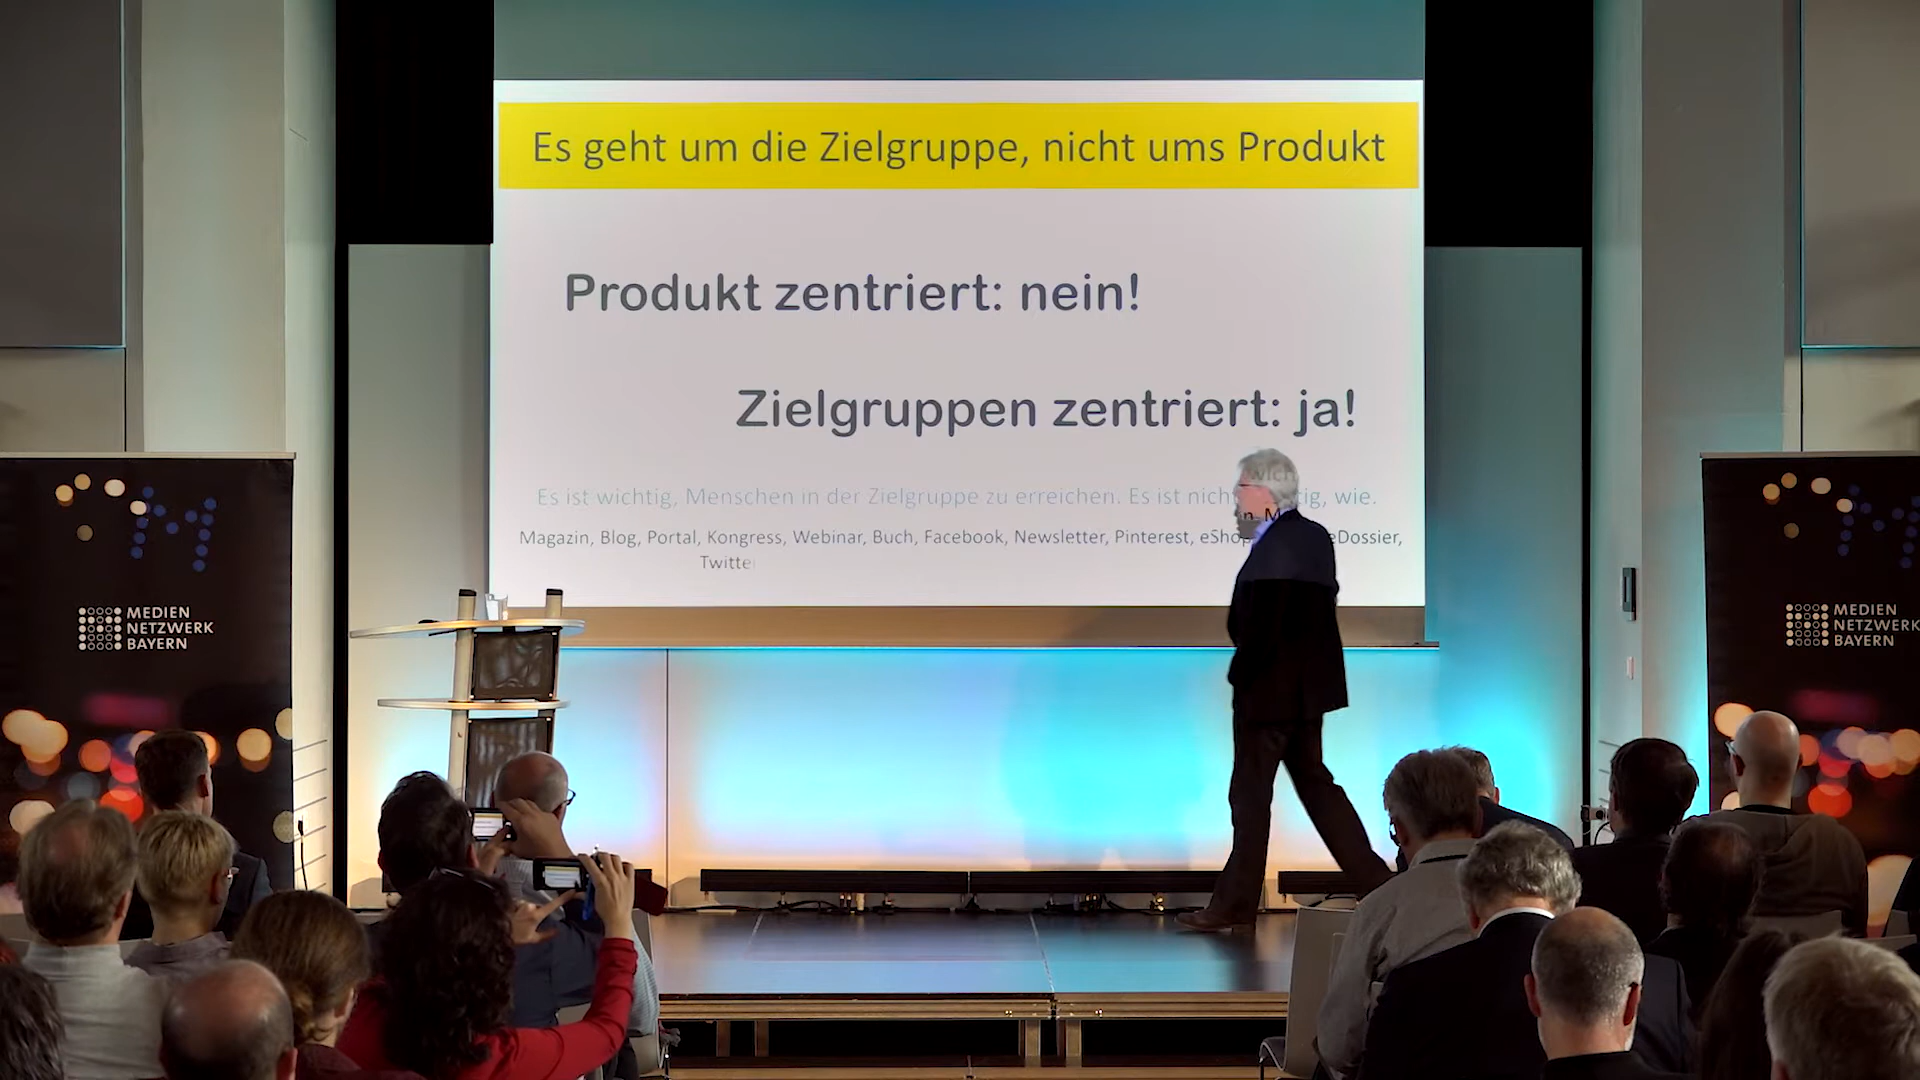 Es geht um die Zielgruppe, nicht ums Produkt
Produkt zentriert: nein!
Zielgruppen zentriert: ja!
Es ist wichtig, Menschen in der Zielgruppe zu erreichen. Es ist wie.
Magazin, Blog, Portal, Kongress, Webinar, Buch, Facebook, Newsletter, Pinterest, eDossier,
MEDIEN
NETZWERK
BAYERN
MEDIEN
NETZWERK
BAYERN